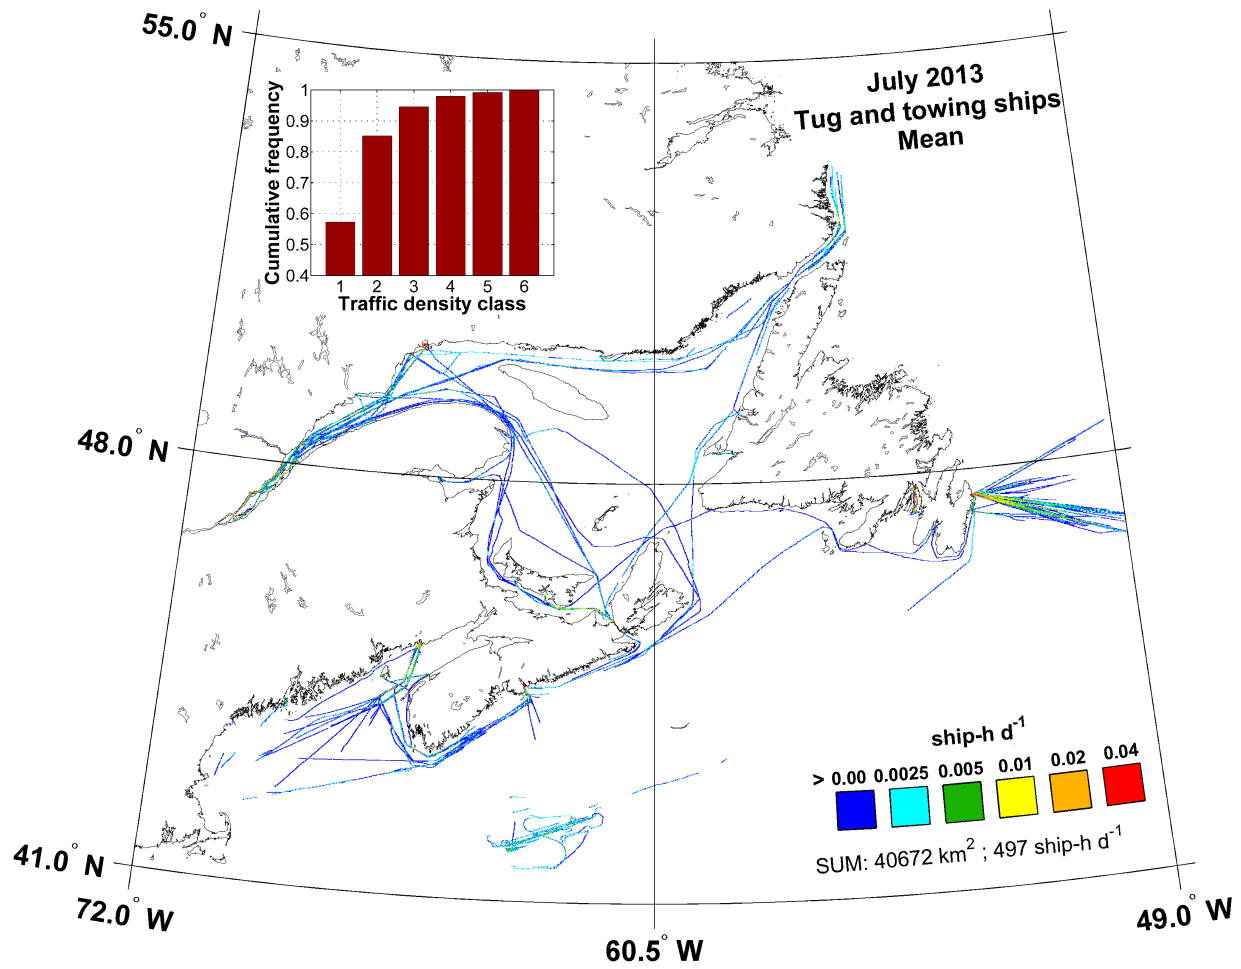 55.0° N
July 2013
Tug and towing ships
Mean
Cumulative frequency
1
0.9
0.8
0.7
0.6
0.5
0.4
1 2 3 4 5 6
Traffic density class
48.0° N
ship-h d-1
> 0.00 0.0025 0.005 0.01 0.02 0.04
SUM: 40672 km2 ; 497 ship-h d-1
41.0° N
72.0° W
60.5° W
49.0° W